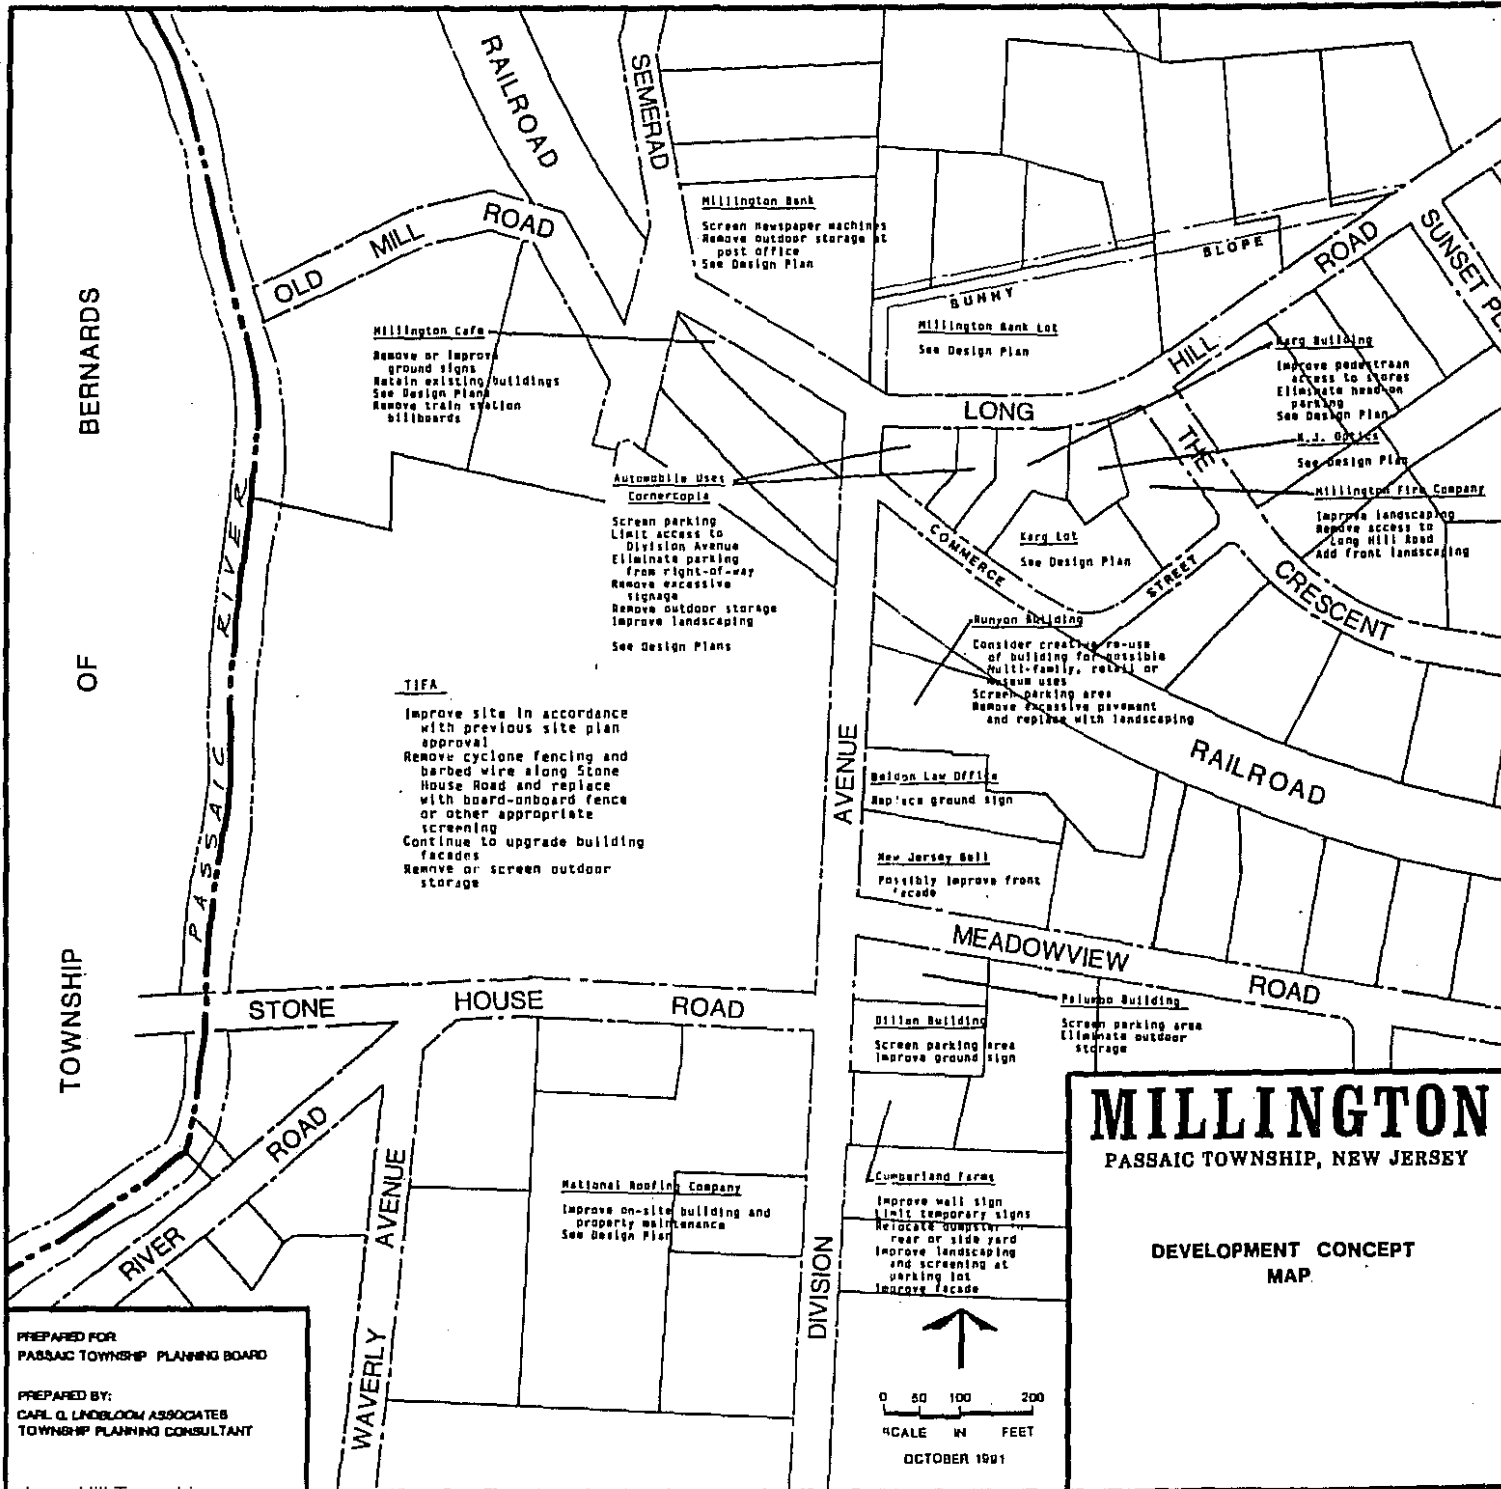 RAILROAD
SEMERAD
OLD MILL ROAD
BERNARDS
OF
TOWNSHIP
PASSAIC RIVER
Millington Bank
Screen Newspaper machines
Remove outdoor storage at
post office
See Design Plan
BUNNY SLOPE
Millington Bank Lot
See Design Plan
LONG HILL ROAD
SUNSET
Millington Cafe
Remove or Improve
ground signs
Retain existing buildings
See Design Plans
Remove train station
billboards
Karg Building
Improve pedestrian
access to stores
Eliminate head-on
parking
See Design Plan
N.J. Optics
See Design Plan
Millington Fire Company
Improve landscaping
Remove access to
Long Hill Road
Add front landscaping
THE CRESCENT
Automobile Uses
Cornertopia
Screen parking
Limit access to
Division Avenue
Eliminate parking
from right-of-way
Remove excessive
signage
Remove outdoor storage
Improve landscaping
See Design Plans
COMMERCE STREET
Karg Lot
See Design Plan
Runyon Building
Consider creative re-use
of building for possible
Multi-family, retail or
museum uses
Screen parking area
Remove excessive pavement
and replace with landscaping
TIFA
Improve site in accordance
with previous site plan
approval
Remove cyclone fencing and
barbed wire along Stone
House Road and replace
with board-onboard fence
or other appropriate
screening
Continue to upgrade building
facades
Remove or screen outdoor
storage
RAILROAD
Law Office
Replace ground sign
New Jersey Bell
Possibly improve front
facade
MEADOWVIEW ROAD
STONE HOUSE ROAD
Palumbo Building
Screen parking area
Eliminate outdoor
storage
Dillon Building
Screen parking area
Improve ground sign
DIVISION AVENUE
RIVER ROAD
WAVERLY AVENUE
National Roofing Company
Improve on-site building and
property maintenance
See Design Plan
Cumberland Farms
Improve wall sign
Limit temporary signs
Relocate dumpster in
rear or side yard
Improve landscaping
and screening at
parking lot
Improve facade
MILLINGTON
PASSAIC TOWNSHIP, NEW JERSEY
DEVELOPMENT CONCEPT
MAP
0 50 100 200
SCALE IN FEET
OCTOBER 1991
PREPARED FOR
PASSAIC TOWNSHIP PLANNING BOARD
PREPARED BY:
CARL G. LINDBLOOM ASSOCIATES
TOWNSHIP PLANNING CONSULTANT